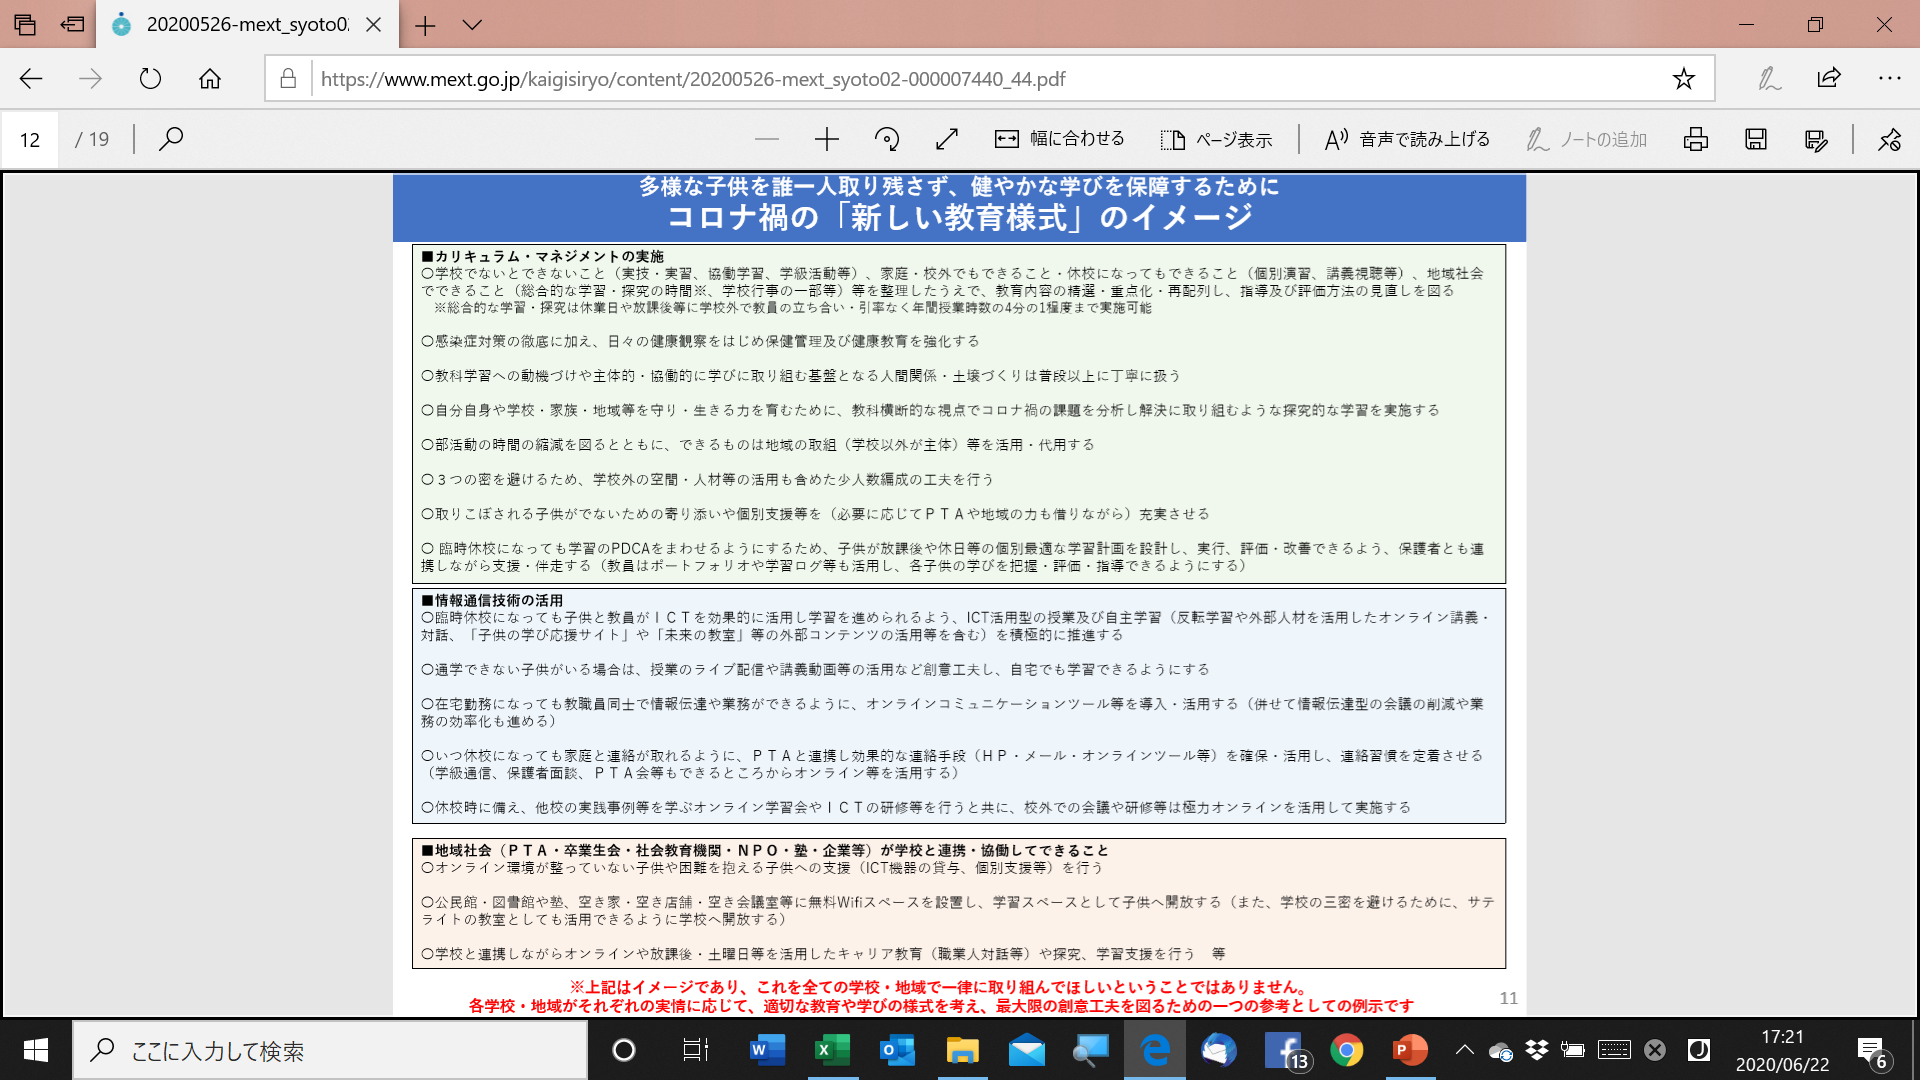 20200526-mext_syoto02
https://www.mext.go.jp/kaigisiryo/content/20200526-mext_syoto02-000007440_44.pdf
12 / 19 幅に合わせる ページ表示 音声で読み上げる ノートの追加
多様な子供を誰一人取り残さず、健やかな学びを保障するために
コロナ禍の「新しい教育様式」のイメージ
■カリキュラム・マネジメントの実施
〇学校でないとできないこと（実技・実習、協働学習、学級活動等）、家庭・校外でもできること・休校になってもできること（個別演習、講義視聴等）、地域社会
でできること（総合的な学習・探究の時間※、学校行事の一部等）等を整理したうえで、教育内容の精選・重点化・再配列し、指導及び評価方法の見直しを図る
※総合的な学習・探究は休業日や放課後等に学校外で教員の立ち合い・引率なく年間授業時数の4分の1程度まで実施可能
〇感染症対策の徹底に加え、日々の健康観察をはじめ保健管理及び健康教育を強化する
〇教科学習への動機づけや主体的・協働的に学びに取り組む基盤となる人間関係・土壌づくりは普段以上に丁寧に扱う
〇自分自身や学校・家族・地域等を守り・生きる力を育むために、教科横断的な視点でコロナ禍の課題を分析し解決に取り組むような探究的な学習を実施する
〇部活動の時間の縮減を図るとともに、できるものは地域の取組（学校以外が主体）等を活用・代用する
〇３つの密を避けるため、学校外の空間・人材等の活用も含めた少人数編成の工夫を行う
〇取りこぼされる子供がでないための寄り添いや個別支援等を（必要に応じてＰＴＡや地域の力も借りながら）充実させる
〇 臨時休校になっても学習のPDCAをまわせるようにするため、子供が放課後や休日等の個別最適な学習計画を設計し、実行、評価・改善できるよう、保護者とも連
携しながら支援・伴走する（教員はポートフォリオや学習ログ等も活用し、各子供の学びを把握・評価・指導できるようにする）
■情報通信技術の活用
〇臨時休校になっても子供と教員がＩＣＴを効果的に活用し学習を進められるよう、ICT活用型の授業及び自主学習（反転学習や外部人材を活用したオンライン講義・
対話、「子供の学び応援サイト」や「未来の教室」等の外部コンテンツの活用等を含む）を積極的に推進する
〇通学できない子供がいる場合は、授業のライブ配信や講義動画等の活用など創意工夫し、自宅でも学習できるようにする
〇在宅勤務になっても教職員同士で情報伝達や業務ができるように、オンラインコミュニケーションツール等を導入・活用する（併せて情報伝達型の会議の削減や業
務の効率化も進める）
〇いつ休校になっても家庭と連絡が取れるように、ＰＴＡと連携し効果的な連絡手段（ＨＰ・メール・オンラインツール等）を確保・活用し、連絡習慣を定着させる
（学級通信、保護者面談、ＰＴＡ会等もできるところからオンライン等を活用する）
〇休校時に備え、他校の実践事例等を学ぶオンライン学習会やＩＣＴの研修等を行うと共に、校外での会議や研修等は極力オンラインを活用して実施する
■地域社会（ＰＴＡ・卒業生会・社会教育機関・ＮＰＯ・塾・企業等）が学校と連携・協働してできること
〇オンライン環境が整っていない子供や困難を抱える子供への支援（ICT機器の貸与、個別支援等）を行う
〇公民館・図書館や塾、空き家・空き店舗・空き会議室等に無料Wifiスペースを設置し、学習スペースとして子供へ開放する（また、学校の三密を避けるために、サテ
ライトの教室としても活用できるように学校へ開放する）
〇学校と連携しながらオンラインや放課後・土曜日等を活用したキャリア教育（職業人対話等）や探究、学習支援を行う 等
※上記はイメージであり、これを全ての学校・地域で一律に取り組んでほしいということではありません。
各学校・地域がそれぞれの実情に応じて、適切な教育や学びの様式を考え、最大限の創意工夫を図るための一つの参考としての例示です
11
ここに入力して検索
13
17:21
2020/06/22
6